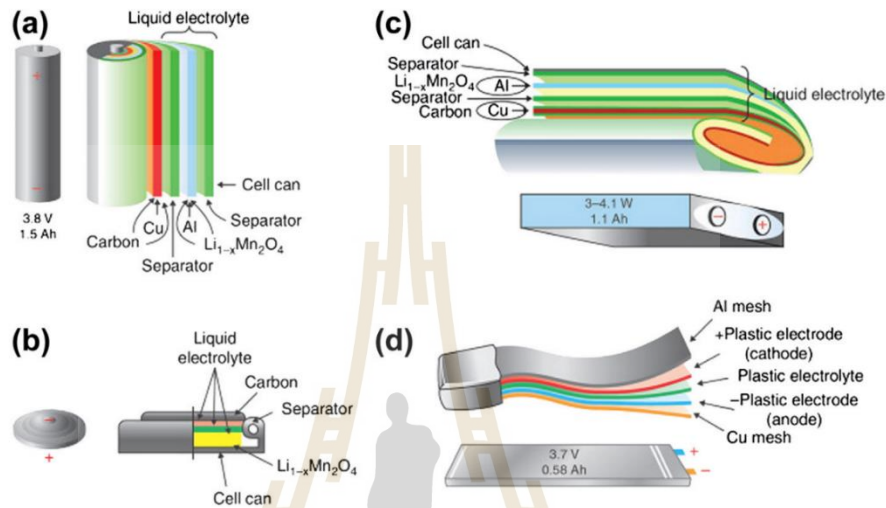 (a)
Liquid electrolyte
+
−
3.8 V
1.5 Ah
Cell can
Separator
Li1-xMn2O4
Al
Cu
Carbon
Separator
(b)
Liquid
electrolyte
Carbon
Separator
Li1-xMn2O4
Cell can
−
+
(c)
Cell can
Separator
Li1-xMn2O4 Al
Separator
Carbon Cu
Liquid electrolyte
3–4.1 W
1.1 Ah
− +
(d)
Al mesh
+Plastic electrode
(cathode)
Plastic electrolyte
−Plastic electrode
(anode)
Cu mesh
3.7 V
0.58 Ah
+
−